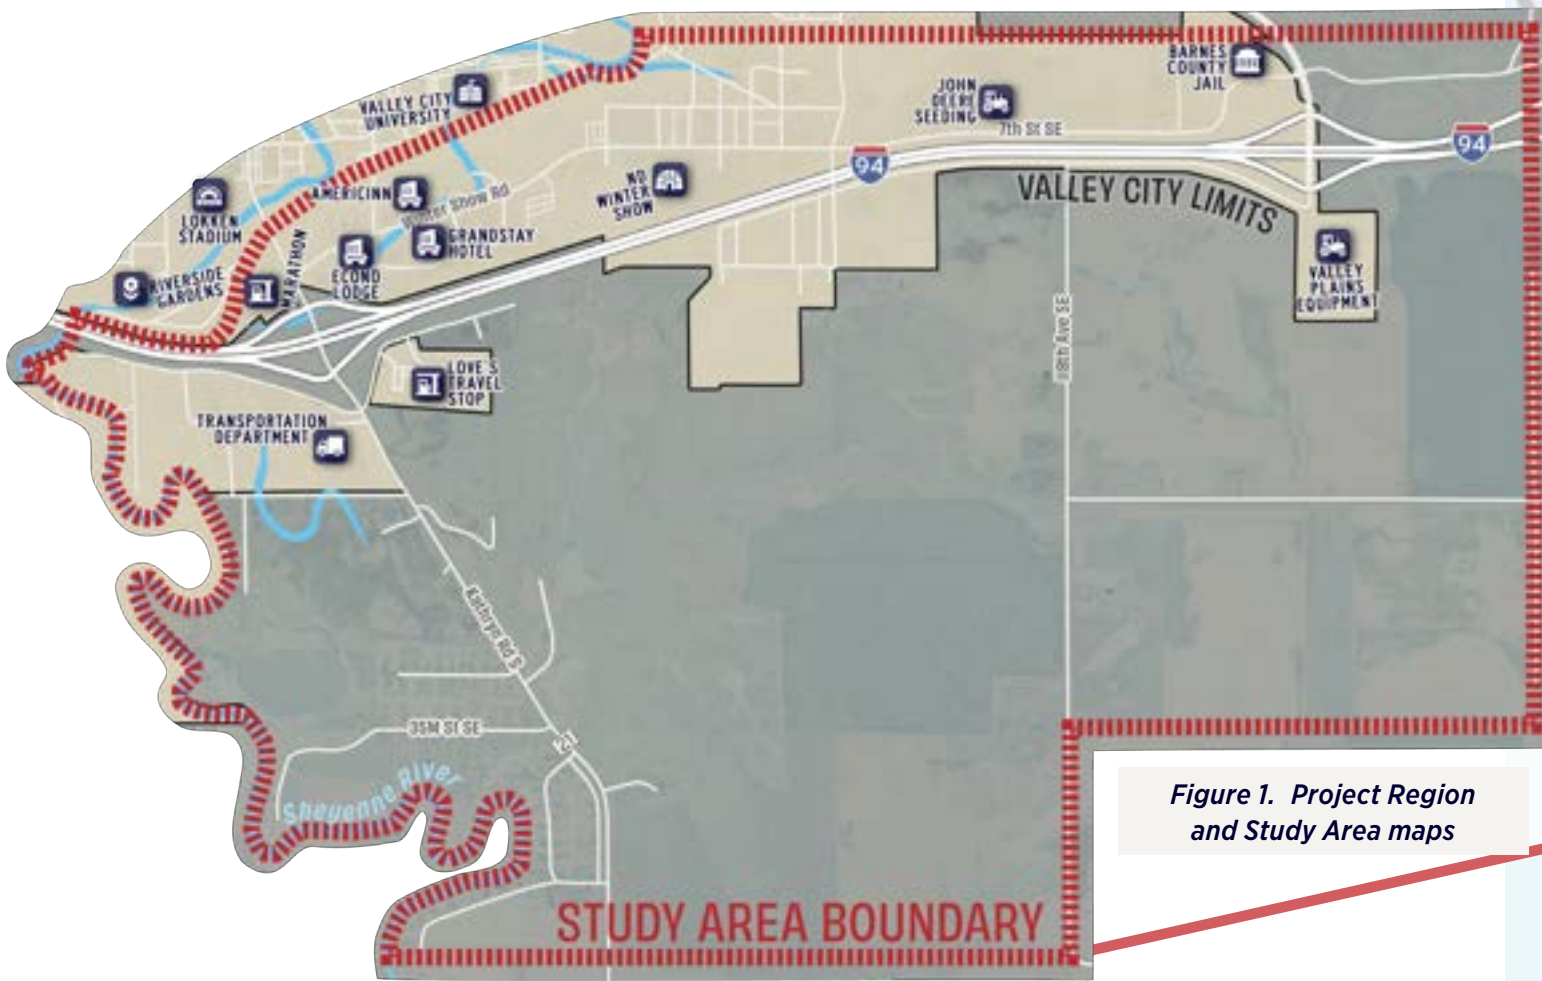 BARNES
COUNTY
JAIL
VALLEY CITY
UNIVERSITY
JOHN
DEERE
SEEDING
7th St SE
94
94
ND
WINTER
SHOW
AMERICINN
Winter Show Rd
VALLEY CITY LIMITS
LOKKEN
STADIUM
GRANDSTAY
HOTEL
MARATHON
ECONO
LODGE
RIVERSIDE
GARDENS
VALLEY
PLAINS
EQUIPMENT
18th Ave SE
LOVE'S
TRAVEL
STOP
TRANSPORTATION
DEPARTMENT
Kathryn Rd S
35M St SE
21
Sheyenne River
Figure 1. Project Region
and Study Area maps
STUDY AREA BOUNDARY